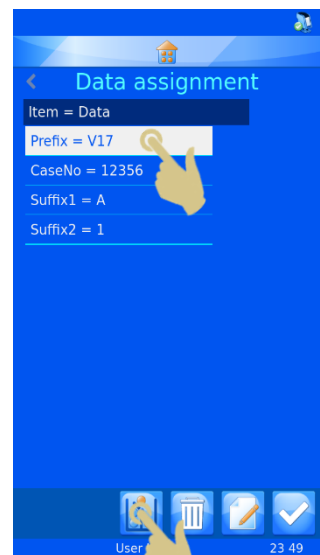 Data assignment
Item = Data
Prefix = V17
CaseNo = 12356
Suffix1 = A
Suffix2 = 1
User
23 49